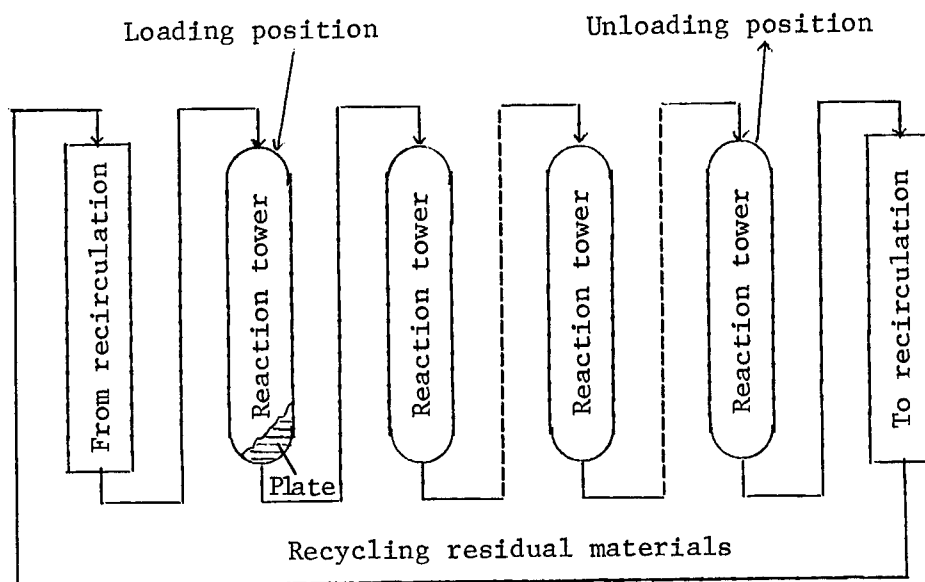 Loading position
Unloading position
From recirculation
Reaction tower
Reaction tower
Reaction tower
Reaction tower
To recirculation
Plate
Recycling residual materials